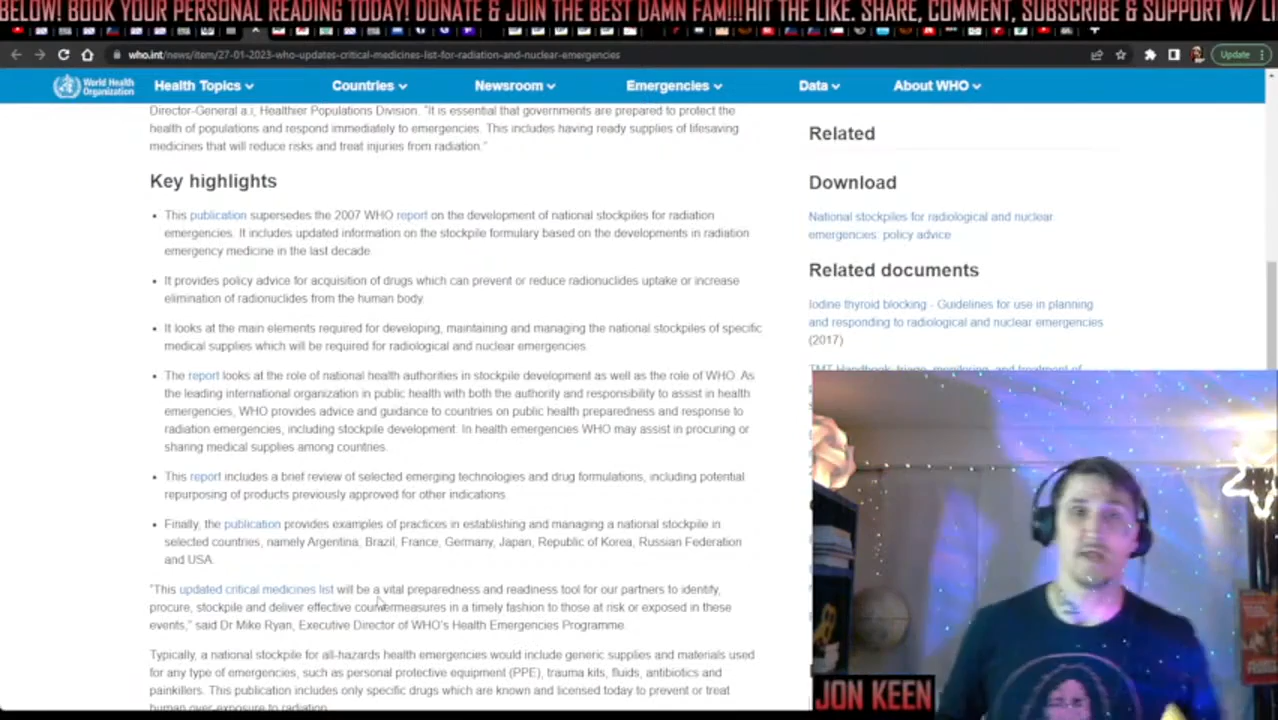 BELOW! BOOK YOUR PERSONAL READING TODAY! DONATE & JOIN THE BEST DAMN FAM!!!HIT THE LIKE. SHARE, COMMENT, SUBSCRIBE & SUPPORT W/ LI
who.int/news/item/27-01-2023-who-updates-critical-medicines-list-for-radiation-and-nuclear-emergencies
Update
World Health
Organization
Health Topics
Countries
Newsroom
Emergencies
Data
About WHO
Director-General a.i, Healthier Populations Division. "It is essential that governments are prepared to protect the
health of populations and respond immediately to emergencies. This includes having ready supplies of lifesaving
medicines that will reduce risks and treat injuries from radiation."
Key highlights
• This publication supersedes the 2007 WHO report on the development of national stockpiles for radiation
emergencies. It includes updated information on the stockpile formulary based on the developments in radiation
emergency medicine in the last decade.
• It provides policy advice for acquisition of drugs which can prevent or reduce radionuclides uptake or increase
elimination of radionuclides from the human body.
• It looks at the main elements required for developing, maintaining and managing the national stockpiles of specific
medical supplies which will be required for radiological and nuclear emergencies.
• The report looks at the role of national health authorities in stockpile development as well as the role of WHO. As
the leading international organization in public health with both the authority and responsibility to assist in health
emergencies, WHO provides advice and guidance to countries on public health preparedness and response to
radiation emergencies, including stockpile development. In health emergencies WHO may assist in procuring or
sharing medical supplies among countries.
• This report includes a brief review of selected emerging technologies and drug formulations, including potential
repurposing of products previously approved for other indications.
• Finally, the publication provides examples of practices in establishing and managing a national stockpile in
selected countries, namely Argentina, Brazil, France, Germany, Japan, Republic of Korea, Russian Federation
and USA.
"This updated critical medicines list will be a vital preparedness and readiness tool for our partners to identify,
procure, stockpile and deliver effective countermeasures in a timely fashion to those at risk or exposed in these
events," said Dr Mike Ryan, Executive Director of WHO's Health Emergencies Programme.
Typically, a national stockpile for all-hazards health emergencies would include generic supplies and materials used
for any type of emergencies, such as personal protective equipment (PPE), trauma kits, fluids, antibiotics and
painkillers. This publication includes only specific drugs which are known and licensed today to prevent or treat
human over-exposure to radiation.
Related
Download
National stockpiles for radiological and nuclear
emergencies: policy advice
Related documents
Iodine thyroid blocking - Guidelines for use in planning
and responding to radiological and nuclear emergencies
(2017)
TMT Handbook: triage, monitoring, and treatment of
JON KEEN